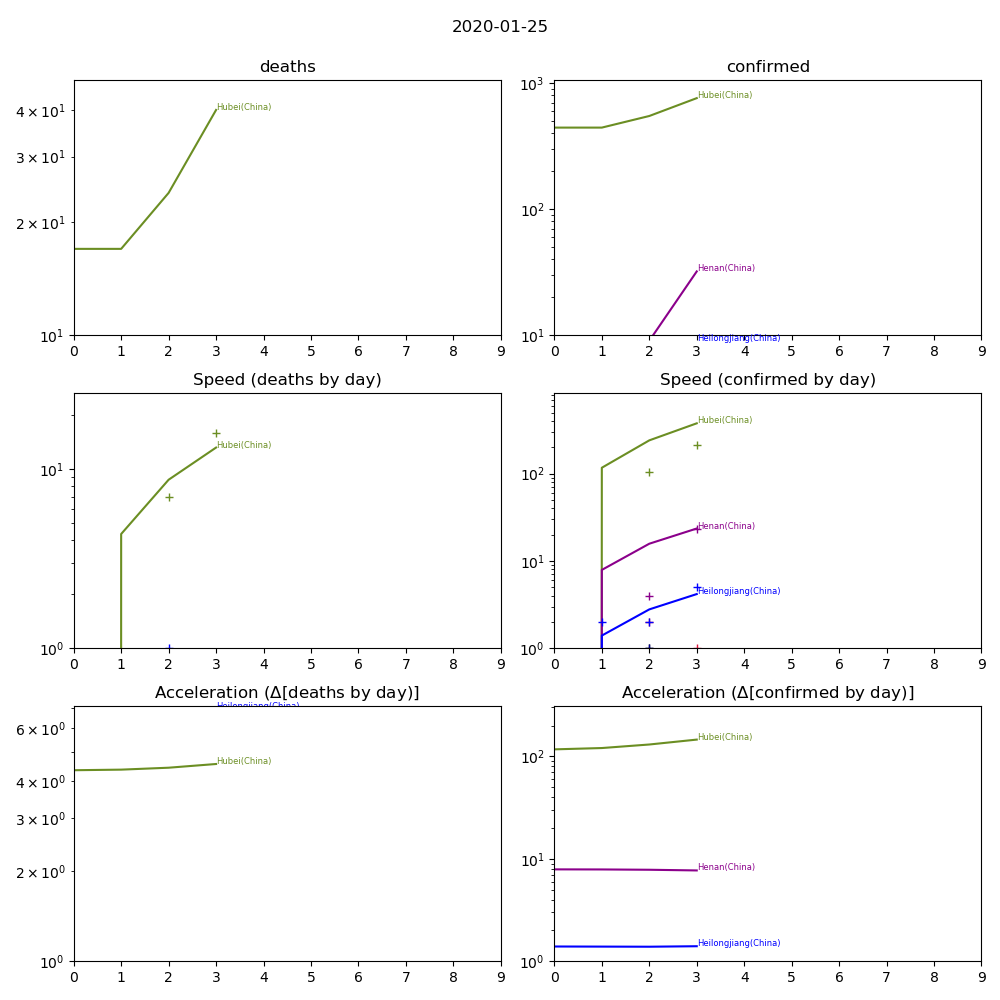 2020-01-25
deaths
confirmed
4 × 10¹
3 × 10¹
2 × 10¹
10¹
Hubei(China)
0 1 2 3 4 5 6 7 8 9
10³
10²
10¹
Hubei(China)
Henan(China)
Heilongjiang(China)
0 1 2 3 4 5 6 7 8 9
Speed (deaths by day)
Speed (confirmed by day)
10¹
10⁰
Hubei(China)
0 1 2 3 4 5 6 7 8 9
10²
10¹
10⁰
Hubei(China)
Henan(China)
Heilongjiang(China)
0 1 2 3 4 5 6 7 8 9
Acceleration (Δ[deaths by day)]
Acceleration (Δ[confirmed by day)]
Heilongjiang(China)
6 × 10⁰
4 × 10⁰
3 × 10⁰
2 × 10⁰
10⁰
Hubei(China)
0 1 2 3 4 5 6 7 8 9
10²
10¹
10⁰
Hubei(China)
Henan(China)
Heilongjiang(China)
0 1 2 3 4 5 6 7 8 9